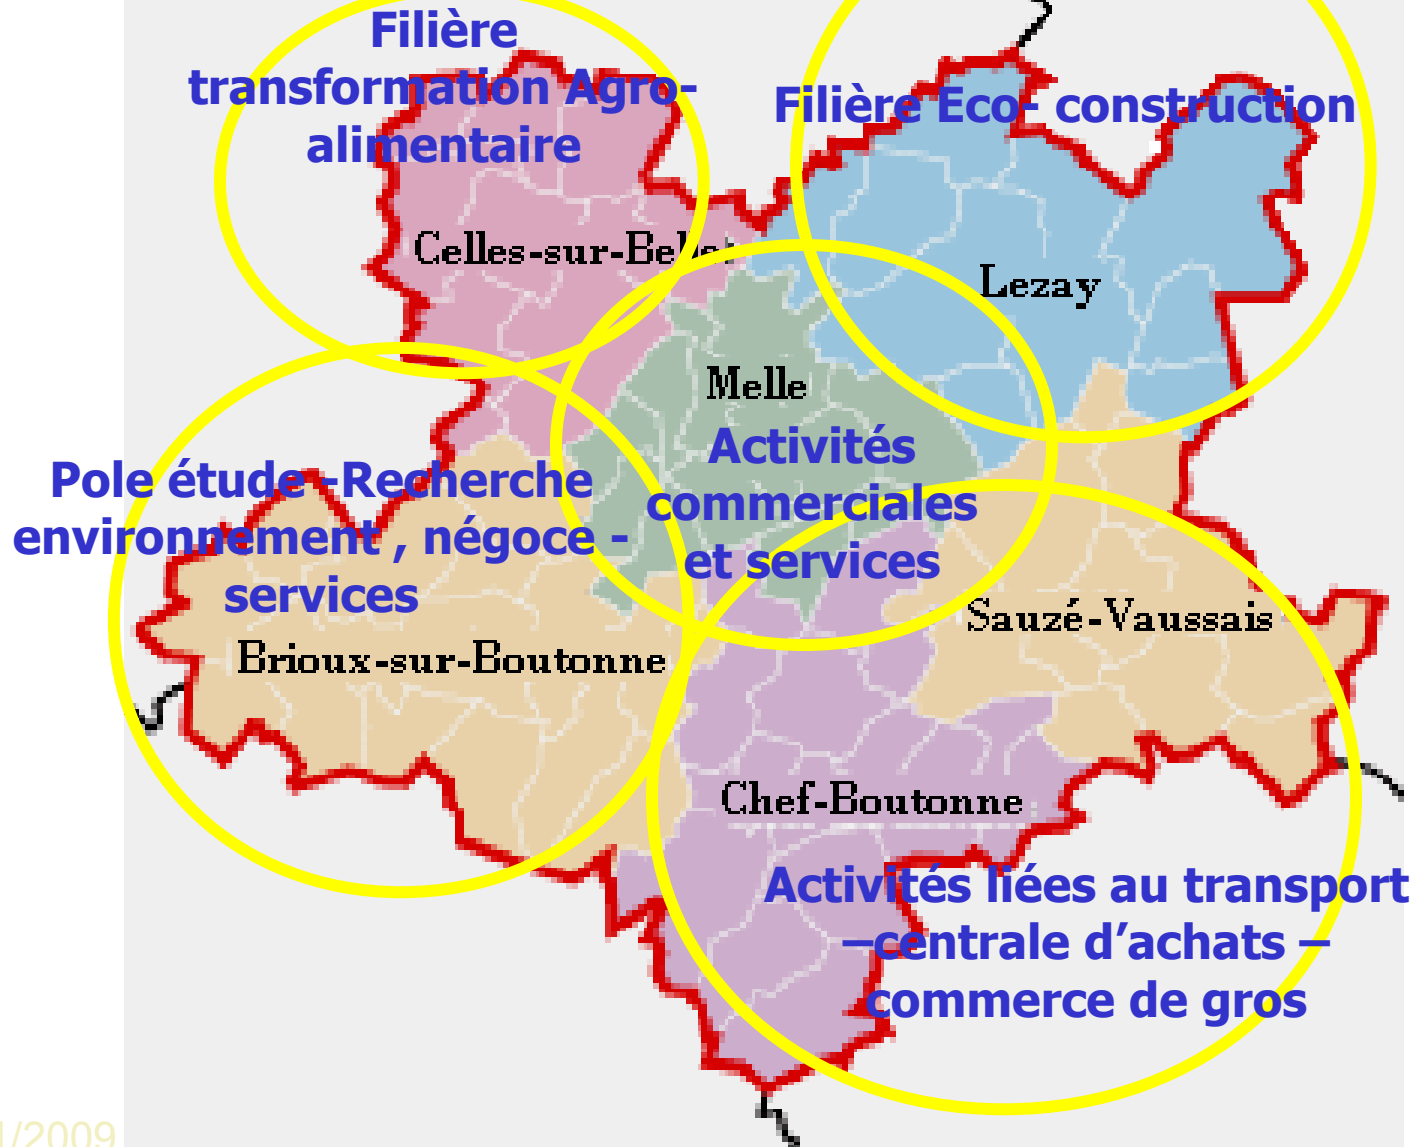 Filière
transformation Agro-
alimentaire
Filière Eco- construction
Celles-sur-Belle
Lezay
Melle
Activités
commerciales
et services
Pole étude -Recherche
environnement , négoce -
services
Brioux-sur-Boutonne
Sauzé-Vaussais
Chef-Boutonne
Activités liées au transport
–centrale d’achats –
commerce de gros
1/2009